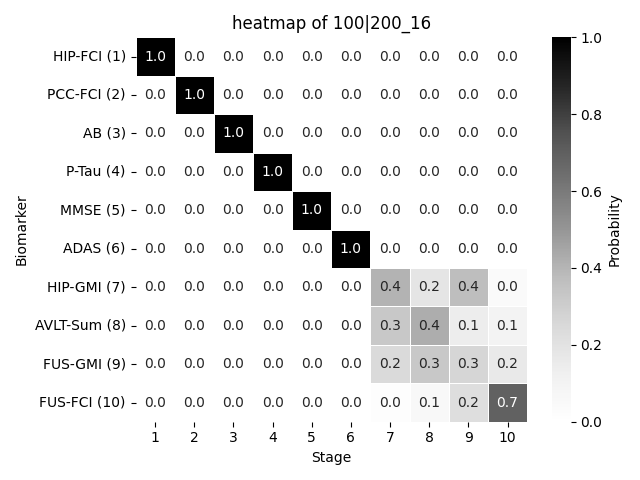 heatmap of 100|200_16
HIP-FCI (1) 1.0 0.0 0.0 0.0 0.0 0.0 0.0 0.0 0.0 0.0
PCC-FCI (2) 0.0 1.0 0.0 0.0 0.0 0.0 0.0 0.0 0.0 0.0
AB (3) 0.0 0.0 1.0 0.0 0.0 0.0 0.0 0.0 0.0 0.0
P-Tau (4) 0.0 0.0 0.0 1.0 0.0 0.0 0.0 0.0 0.0 0.0
MMSE (5) 0.0 0.0 0.0 0.0 1.0 0.0 0.0 0.0 0.0 0.0
ADAS (6) 0.0 0.0 0.0 0.0 0.0 1.0 0.0 0.0 0.0 0.0
HIP-GMI (7) 0.0 0.0 0.0 0.0 0.0 0.0 0.4 0.2 0.4 0.0
AVLT-Sum (8) 0.0 0.0 0.0 0.0 0.0 0.0 0.3 0.4 0.1 0.1
FUS-GMI (9) 0.0 0.0 0.0 0.0 0.0 0.0 0.2 0.3 0.3 0.2
FUS-FCI (10) 0.0 0.0 0.0 0.0 0.0 0.0 0.0 0.1 0.2 0.7
1 2 3 4 5 6 7 8 9 10
Stage
Biomarker
1.0
0.8
0.6
0.4
0.2
0.0
Probability